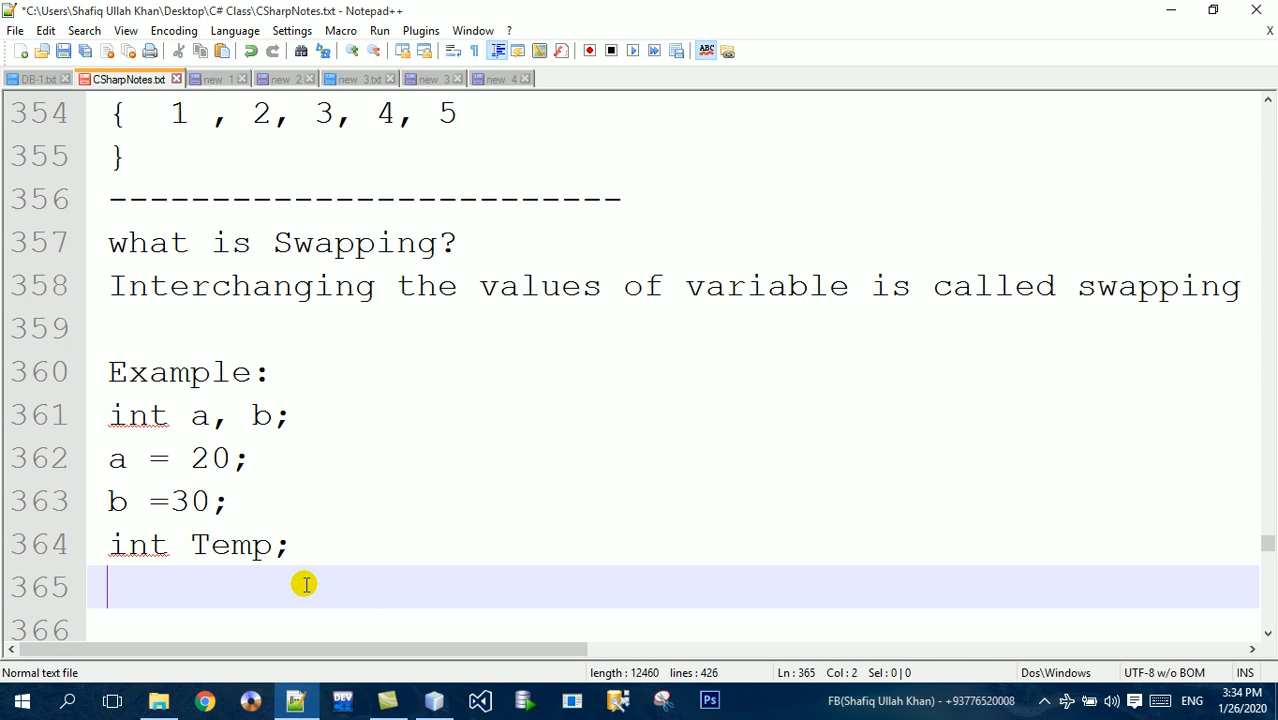 *C:\Users\Shafiq Ullah Khan\Desktop\C# Class\CSharpNotes.txt - Notepad++
File Edit Search View Encoding Language Settings Macro Run Plugins Window ? X
ABC
DB-1.txt CSharpNotes.txt new 1 new 2 new 3.txt new 3 new 4
354 { 1 , 2, 3, 4, 5
355 }
356 -------------------------
357 what is Swapping?
358 Interchanging the values of variable is called swapping
359
360 Example:
361 int a, b;
362 a = 20;
363 b =30;
364 int Temp;
365
366
Normal text file length : 12460 lines : 426 Ln : 365 Col : 2 Sel : 0 | 0 Dos\Windows UTF-8 w/o BOM INS
DEV Ps FB(Shafiq Ullah Khan) - +93776520008 ENG 3:34 PM
1/26/2020